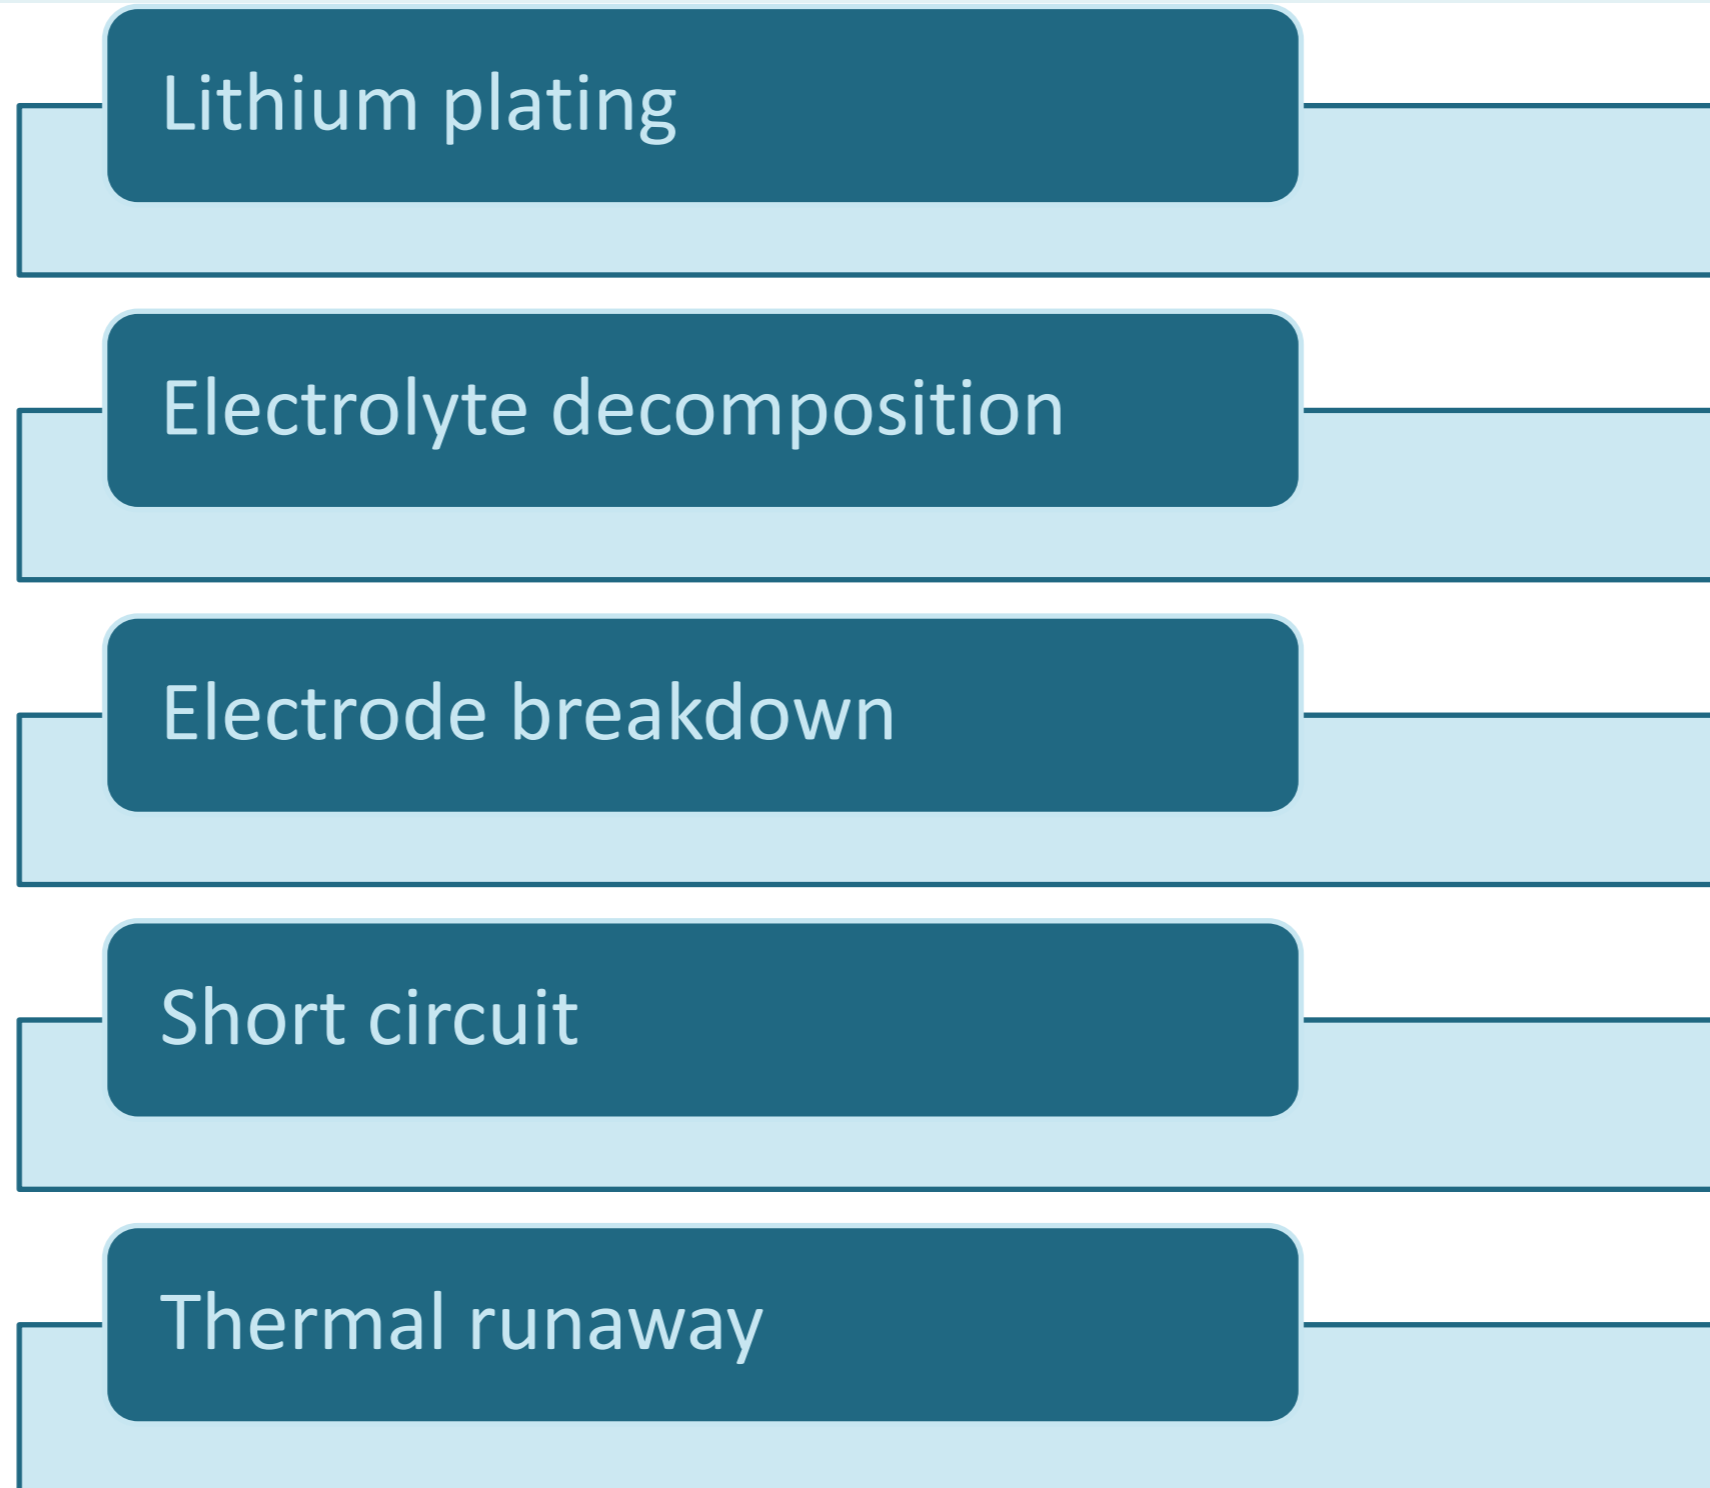 Lithium plating
Electrolyte decomposition
Electrode breakdown
Short circuit
Thermal runaway